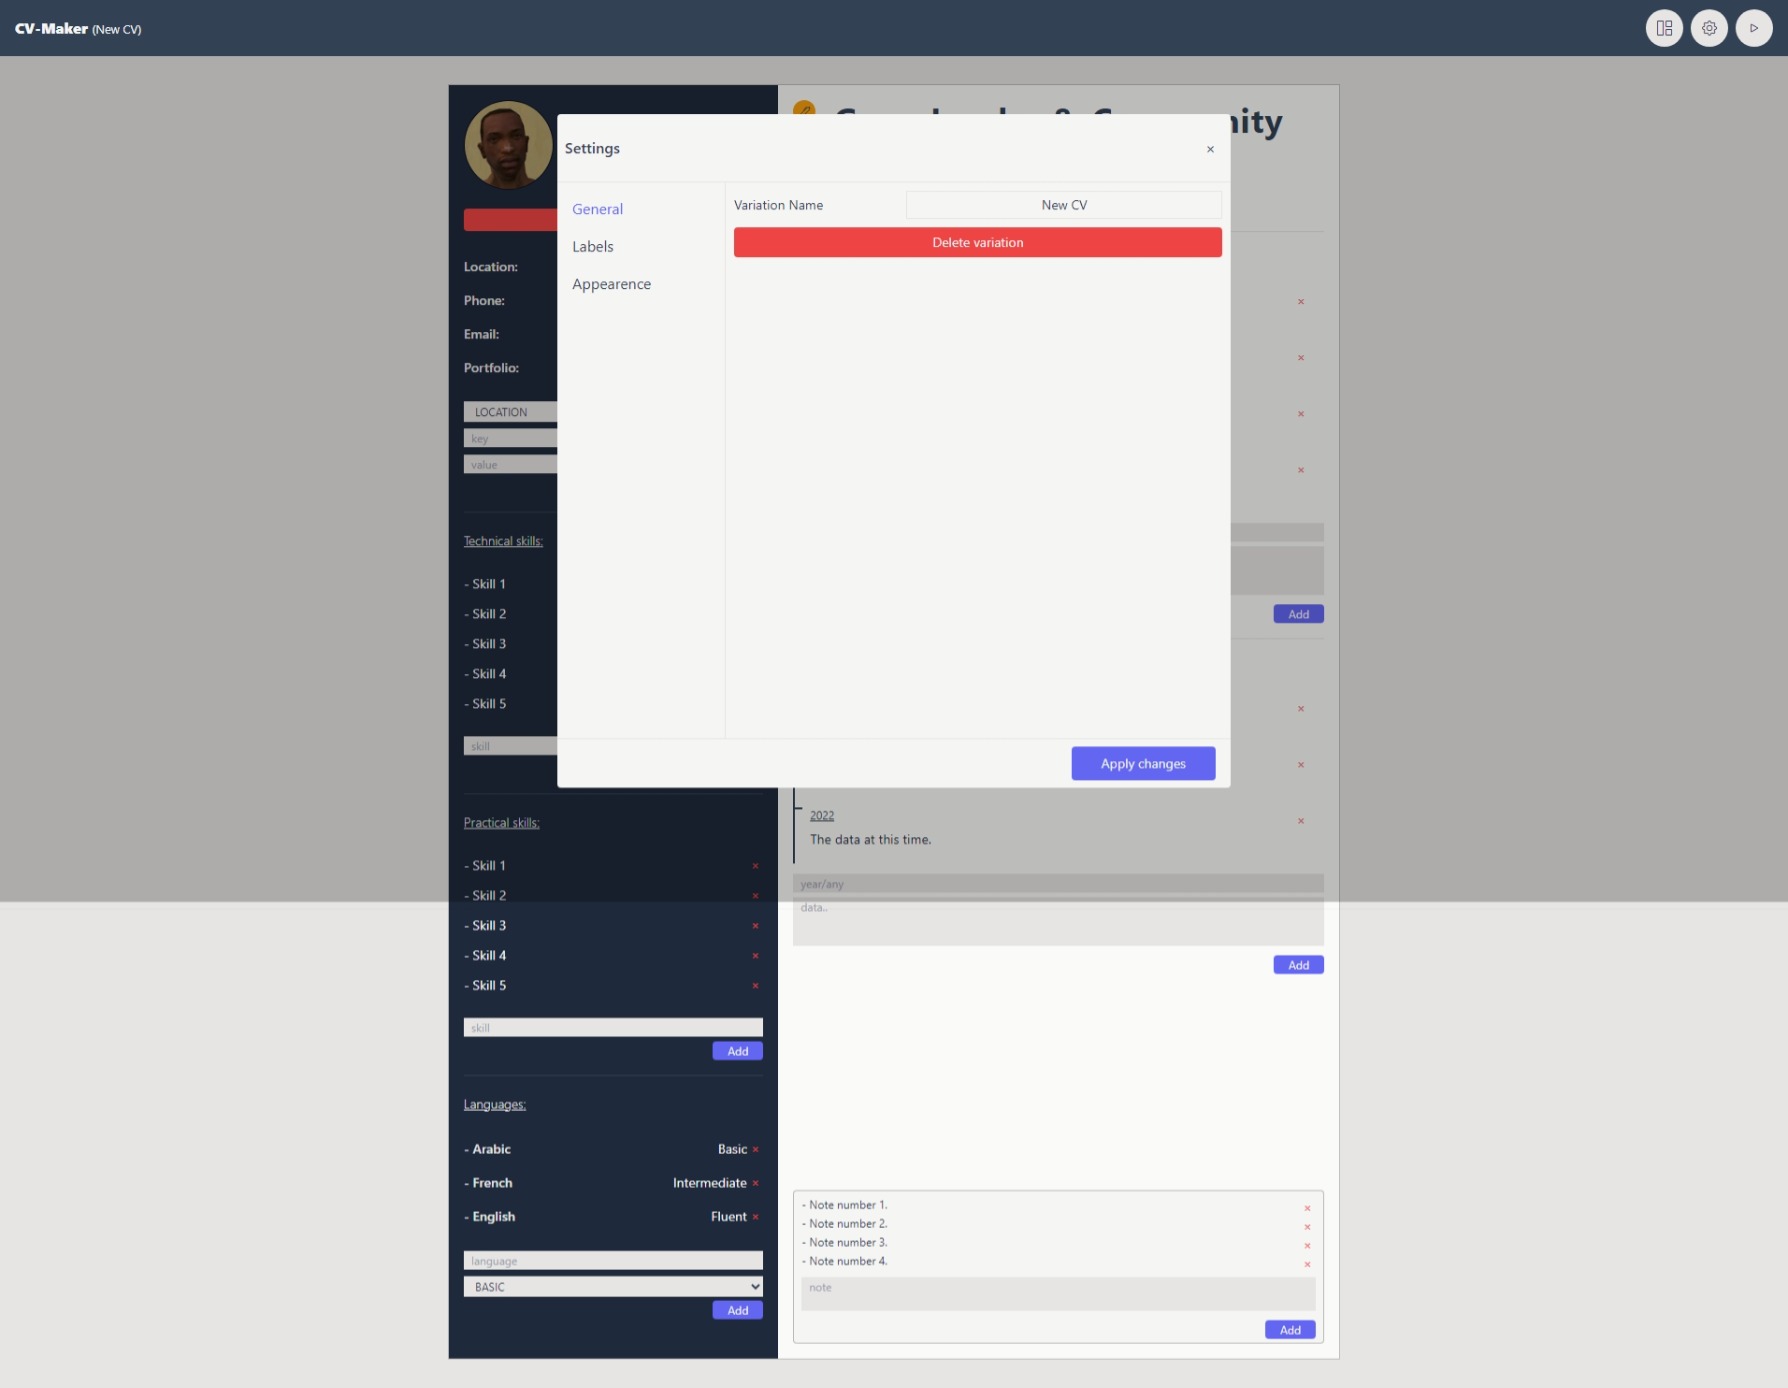 CV-Maker (New CV)
nity
Settings
×
General
Labels
Appearence
Variation Name
New CV
Delete variation
Apply changes
Location:
Phone:
Email:
Portfolio:
LOCATION
key
value
Technical skills:
- Skill 1
- Skill 2
- Skill 3
- Skill 4
- Skill 5
skill
Practical skills:
- Skill 1 ×
- Skill 2 ×
- Skill 3 ×
- Skill 4 ×
- Skill 5 ×
skill
Add
Languages:
- Arabic Basic ×
- French Intermediate ×
- English Fluent ×
language
BASIC
Add
×
×
×
×
Add
×
×
2022 ×
The data at this time.
year/any
data..
Add
- Note number 1. ×
- Note number 2. ×
- Note number 3. ×
- Note number 4. ×
note
Add